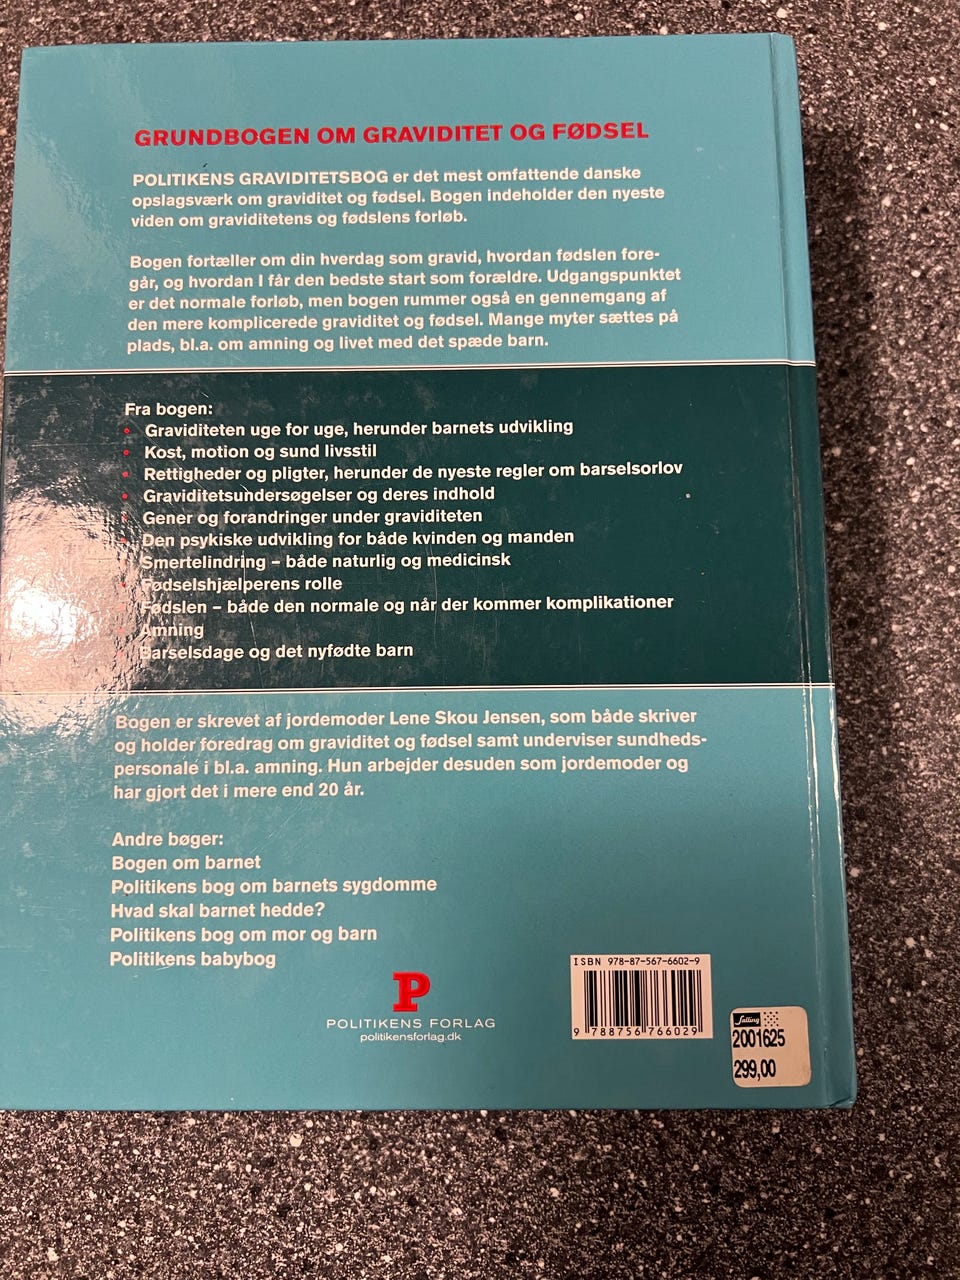 GRUNDBOGEN OM GRAVIDITET OG FØDSEL
POLITIKENS GRAVIDITETSBOG er det mest omfattende danske
opslagsværk om graviditet og fødsel. Bogen indeholder den nyeste
viden om graviditetens og fødslens forløb.
Bogen fortæller om din hverdag som gravid, hvordan fødslen fore-
går, og hvordan I får den bedste start som forældre. Udgangspunktet
er det normale forløb, men bogen rummer også en gennemgang af
den mere komplicerede graviditet og fødsel. Mange myter sættes på
plads, bl.a. om amning og livet med det spæde barn.
Fra bogen:
• Graviditeten uge for uge, herunder barnets udvikling
• Kost, motion og sund livsstil
• Rettigheder og pligter, herunder de nyeste regler om barselsorlov
• Graviditetsundersøgelser og deres indhold
• Gener og forandringer under graviditeten
• Den psykiske udvikling for både kvinden og manden
• Smertelindring – både naturlig og medicinsk
• Fødselshjælperens rolle
• Fødslen – både den normale og når der kommer komplikationer
• Amning
• Barselsdage og det nyfødte barn
Bogen er skrevet af jordemoder Lene Skou Jensen, som både skriver
og holder foredrag om graviditet og fødsel samt underviser sundheds-
personale i bl.a. amning. Hun arbejder desuden som jordemoder og
har gjort det i mere end 20 år.
Andre bøger:
Bogen om barnet
Politikens bog om barnets sygdomme
Hvad skal barnet hedde?
Politikens bog om mor og barn
Politikens babybog
P
POLITIKENS FORLAG
politikensforlag.dk
ISBN 978-87-567-6602-9
9 788756 766029
Salling
2001625
299,00